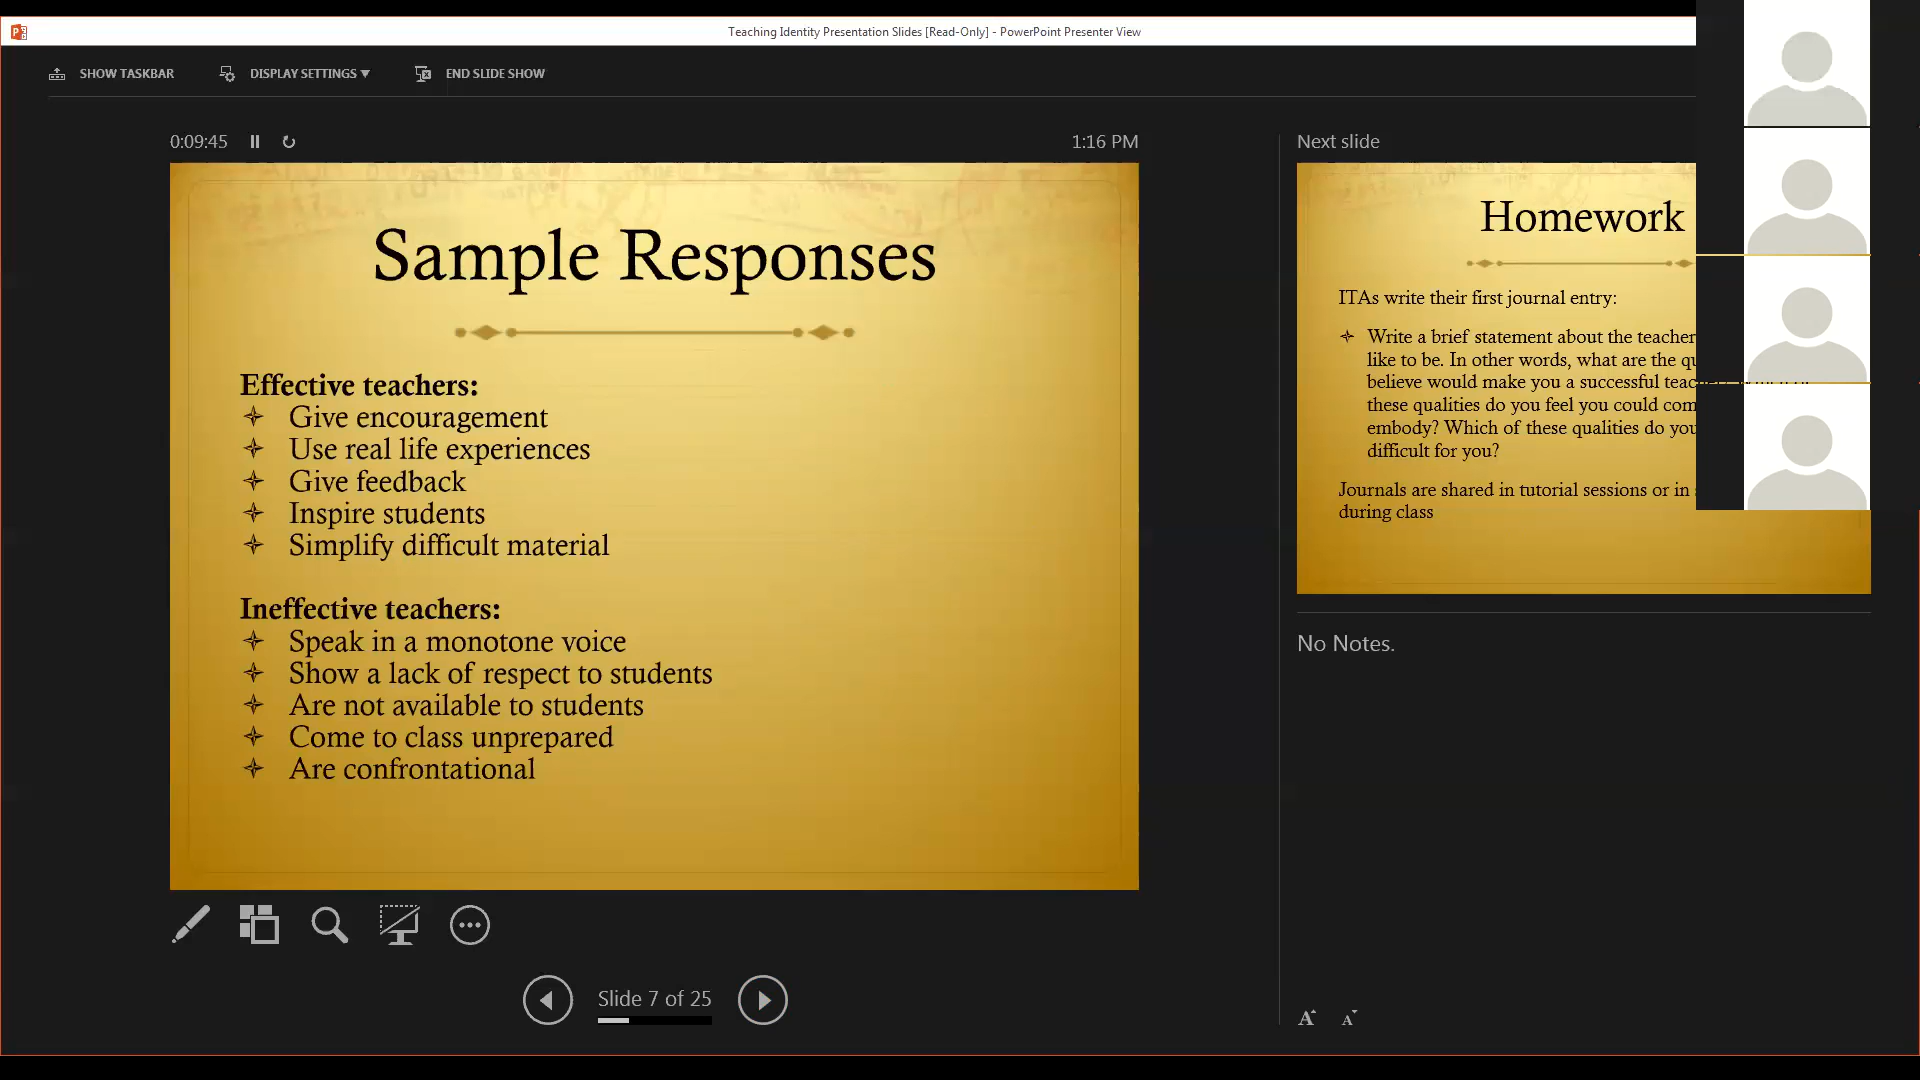 Teaching Identity Presentation Slides [Read-Only] - PowerPoint Presenter View
SHOW TASKBAR
DISPLAY SETTINGS
END SLIDE SHOW
0:09:45
1:16 PM
Sample Responses
Effective teachers:
Give encouragement
Use real life experiences
Give feedback
Inspire students
Simplify difficult material
Ineffective teachers:
Speak in a monotone voice
Show a lack of respect to students
Are not available to students
Come to class unprepared
Are confrontational
Slide 7 of 25
Next slide
Homework
ITAs write their first journal entry:
Write a brief statement about the teacher
like to be. In other words, what are the
believe would make you a successful
these qualities do you feel you could
embody? Which of these qualities do you
difficult for you?
Journals are shared in tutorial sessions or in
during class
No Notes.
A A